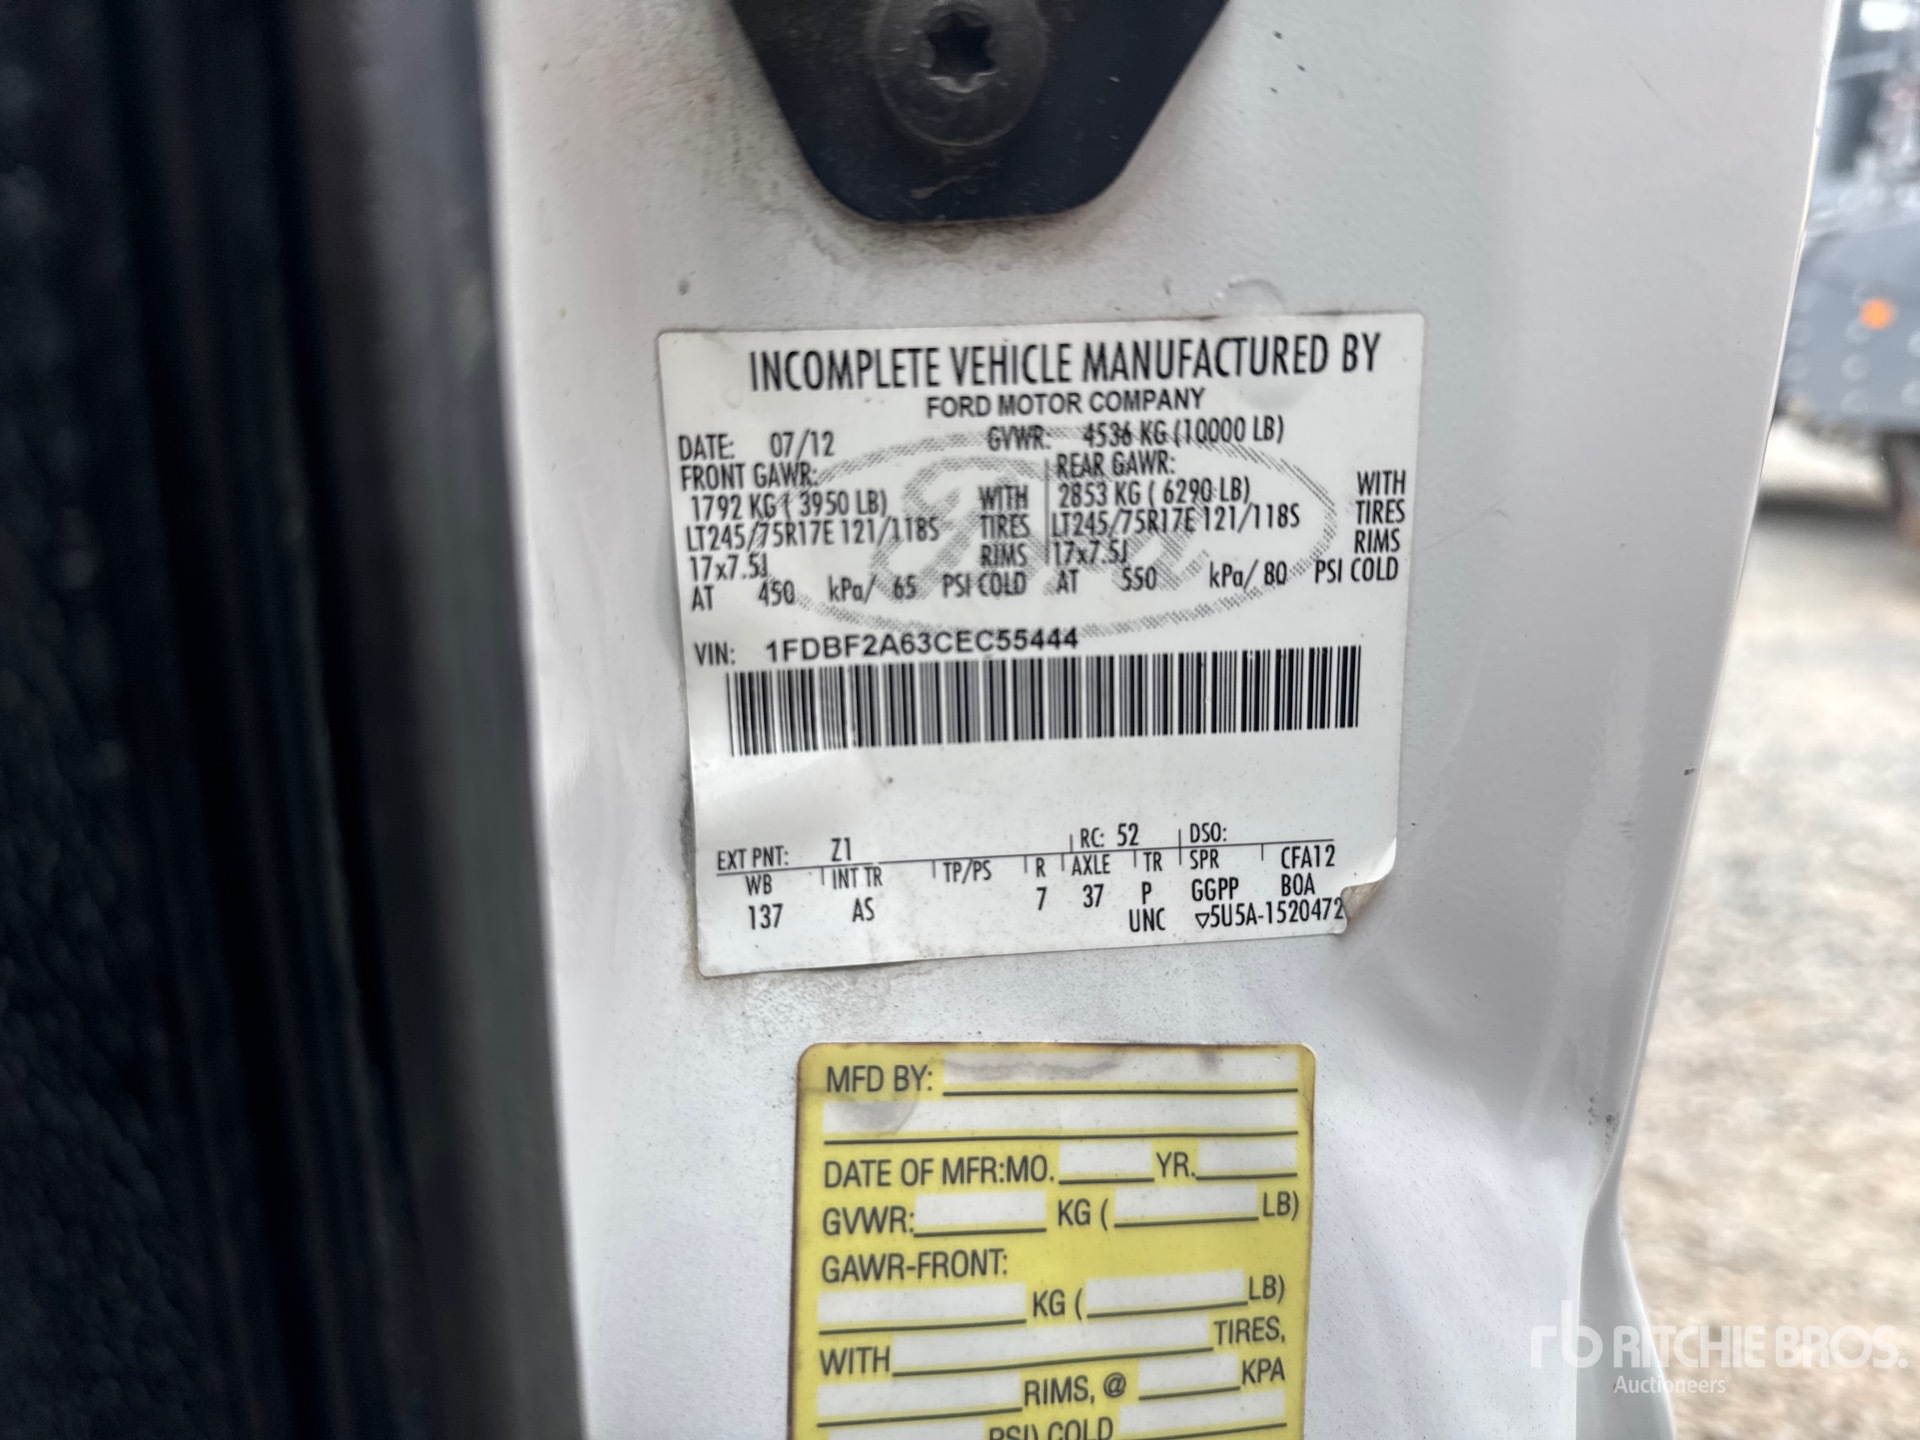 INCOMPLETE VEHICLE MANUFACTURED BY
FORD MOTOR COMPANY
DATE: 07/12 GVWR: 4536 KG (10000 LB)
FRONT GAWR: REAR GAWR:
1792 KG ( 3950 LB) WITH 2853 KG ( 6290 LB) WITH
LT245/75R17E 121/118S TIRES LT245/75R17E 121/118S TIRES
17x7.5J RIMS 17x7.5J RIMS
AT 450 kPa/ 65 PSI COLD AT 550 kPa/ 80 PSI COLD
VIN: 1FDBF2A63CEC55444
EXT PNT: Z1 RC: 52 DSO:
WB INT TR TP/PS R AXLE TR SPR CFA12
137 AS 7 37 P GGPP BOA
UNC ▽5U5A-1520472
MFD BY:
DATE OF MFR:MO. YR.
GVWR: KG ( LB)
GAWR-FRONT:
KG ( LB)
WITH TIRES,
RIMS, @ KPA
PSI) COLD
rb RITCHIE BROS.
Auctioneers